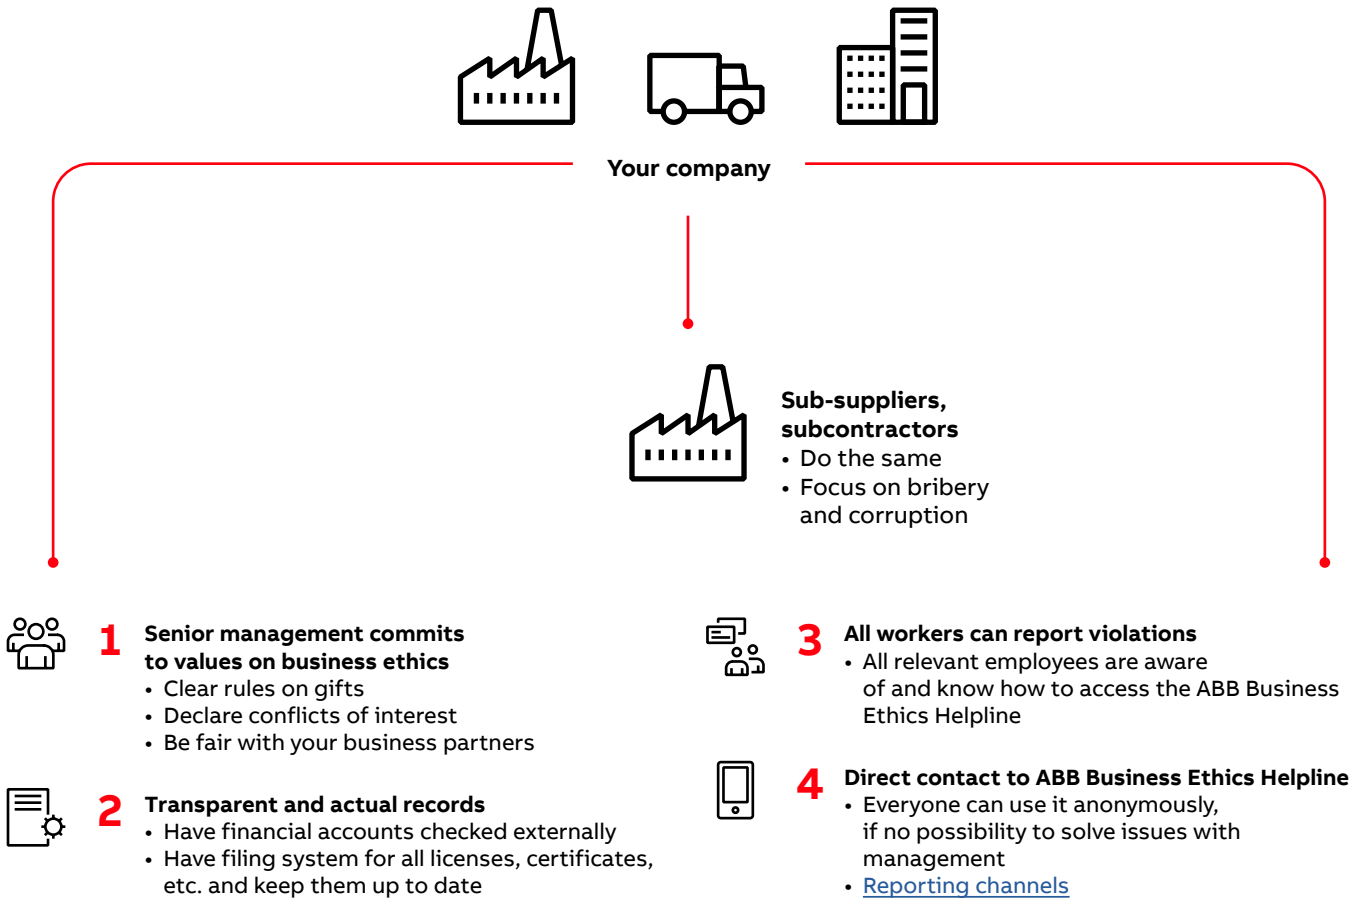 Your company
Sub-suppliers,
subcontractors
• Do the same
• Focus on bribery
and corruption
1 Senior management commits
to values on business ethics
• Clear rules on gifts
• Declare conflicts of interest
• Be fair with your business partners
2 Transparent and actual records
• Have financial accounts checked externally
• Have filing system for all licenses, certificates,
etc. and keep them up to date
3 All workers can report violations
• All relevant employees are aware
of and know how to access the ABB Business
Ethics Helpline
4 Direct contact to ABB Business Ethics Helpline
• Everyone can use it anonymously,
if no possibility to solve issues with
management
• Reporting channels